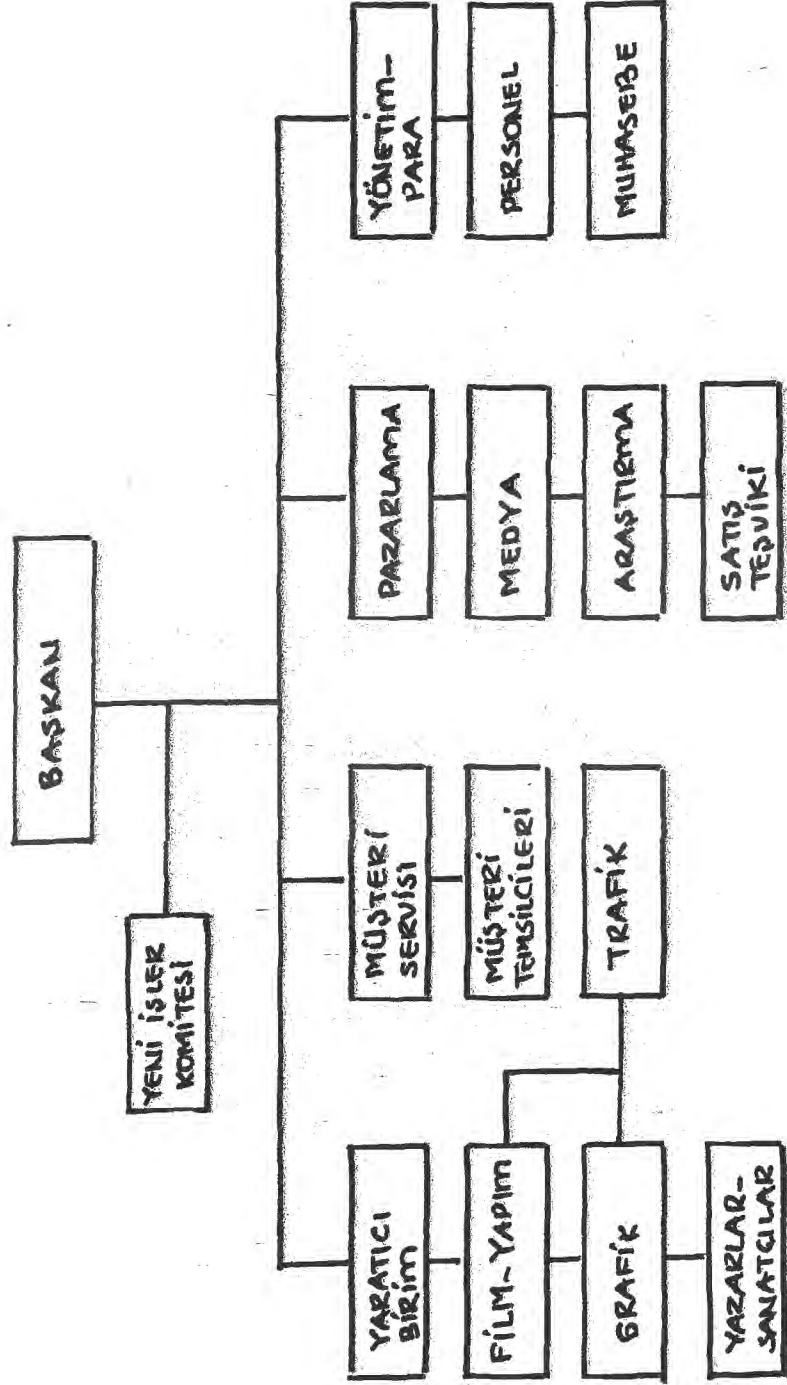 BAŞKAN
YENİ İŞLER
KOMİTESİ
YARATICI
BİRİM
FİLM-YAPIM
GRAFİK
YAZARLAR-
SANATÇILAR
MÜŞTERİ
SERVİSİ
MÜŞTERİ
TEMSİLCİLERİ
TRAFİK
PAZARLAMA
MEDYA
ARAŞTIRMA
SATIŞ
TEŞVİKİ
YÖNETİM-
PARA
PERSONEL
MUHASEBE